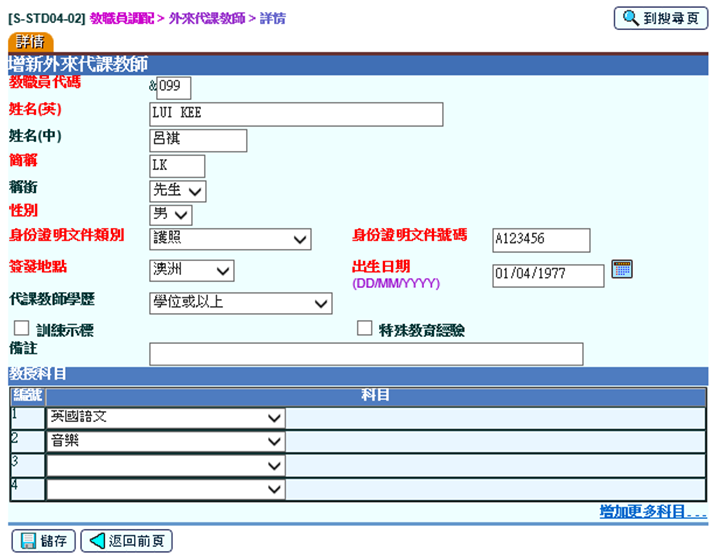 [S-STD04-02] 教職員調配 > 外來代課教師 > 詳情
到搜尋頁
詳情
增新外來代課教師
教職員代碼 &099
姓名(英) LUI KEE
姓名(中) 呂祺
簡稱 LK
稱銜 先生
性別 男
身份證明文件類別 護照 身份證明文件號碼 A123456
簽發地點 澳洲 出生日期 01/04/1977
(DD/MM/YYYY)
代課教師學歷 學位或以上
訓練示標 特殊教育經驗
備註
教授科目
編號 科目
1 英國語文
2 音樂
3
4
增加更多科目...
儲存 返回前頁